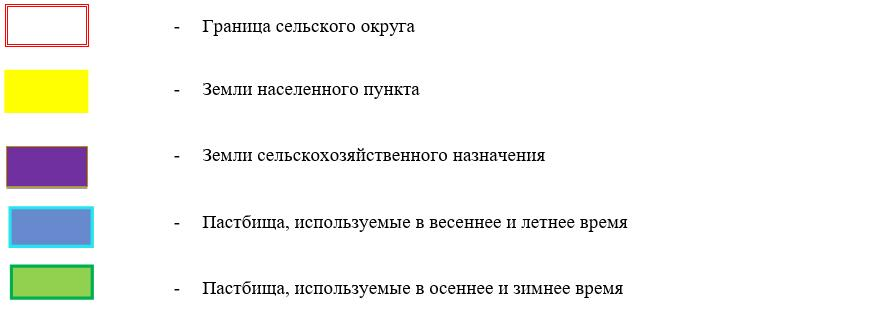 - Граница сельского округа
- Земли населенного пункта
- Земли сельскохозяйственного назначения
- Пастбища, используемые в весеннее и летнее время
- Пастбища, используемые в осеннее и зимнее время